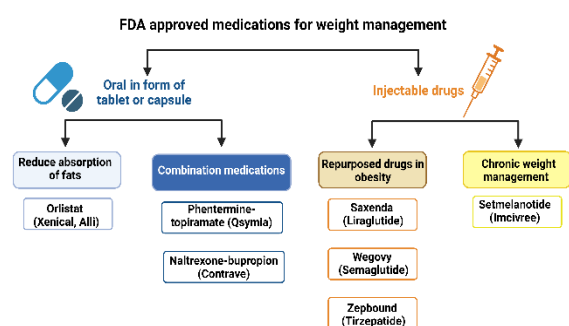 FDA approved medications for weight management
Oral in form of
tablet or capsule
Injectable drugs
Reduce absorption
of fats
Combination medications
Repurposed drugs in
obesity
Chronic weight
management
Orlistat
(Xenical, Alli)
Phentermine-
topiramate (Qsymia)
Naltrexone-bupropion
(Contrave)
Saxenda
(Liraglutide)
Wegovy
(Semaglutide)
Zepbound
(Tirzepatide)
Setmelanotide
(Imcivree)